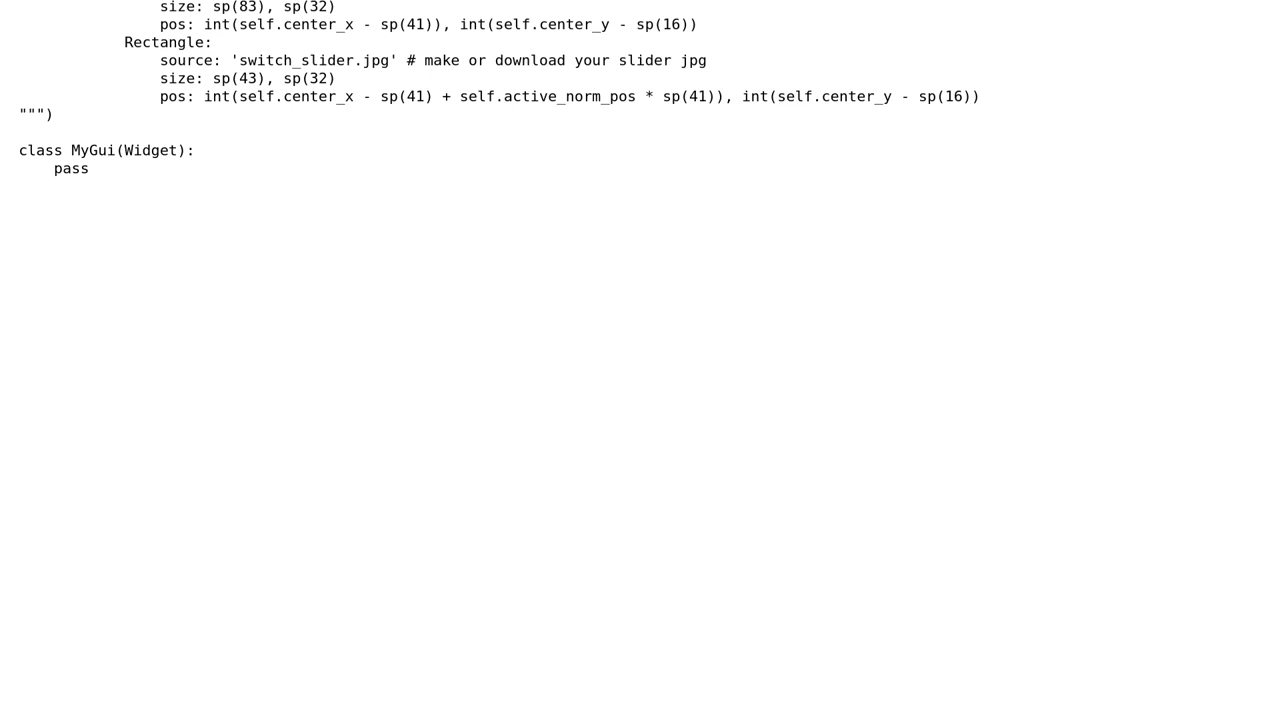 size: sp(83), sp(32)
                pos: int(self.center_x - sp(41)), int(self.center_y - sp(16))
            Rectangle:
                source: 'switch_slider.jpg' # make or download your slider jpg
                size: sp(43), sp(32)
                pos: int(self.center_x - sp(41) + self.active_norm_pos * sp(41)), int(self.center_y - sp(16))
""")

class MyGui(Widget):
    pass